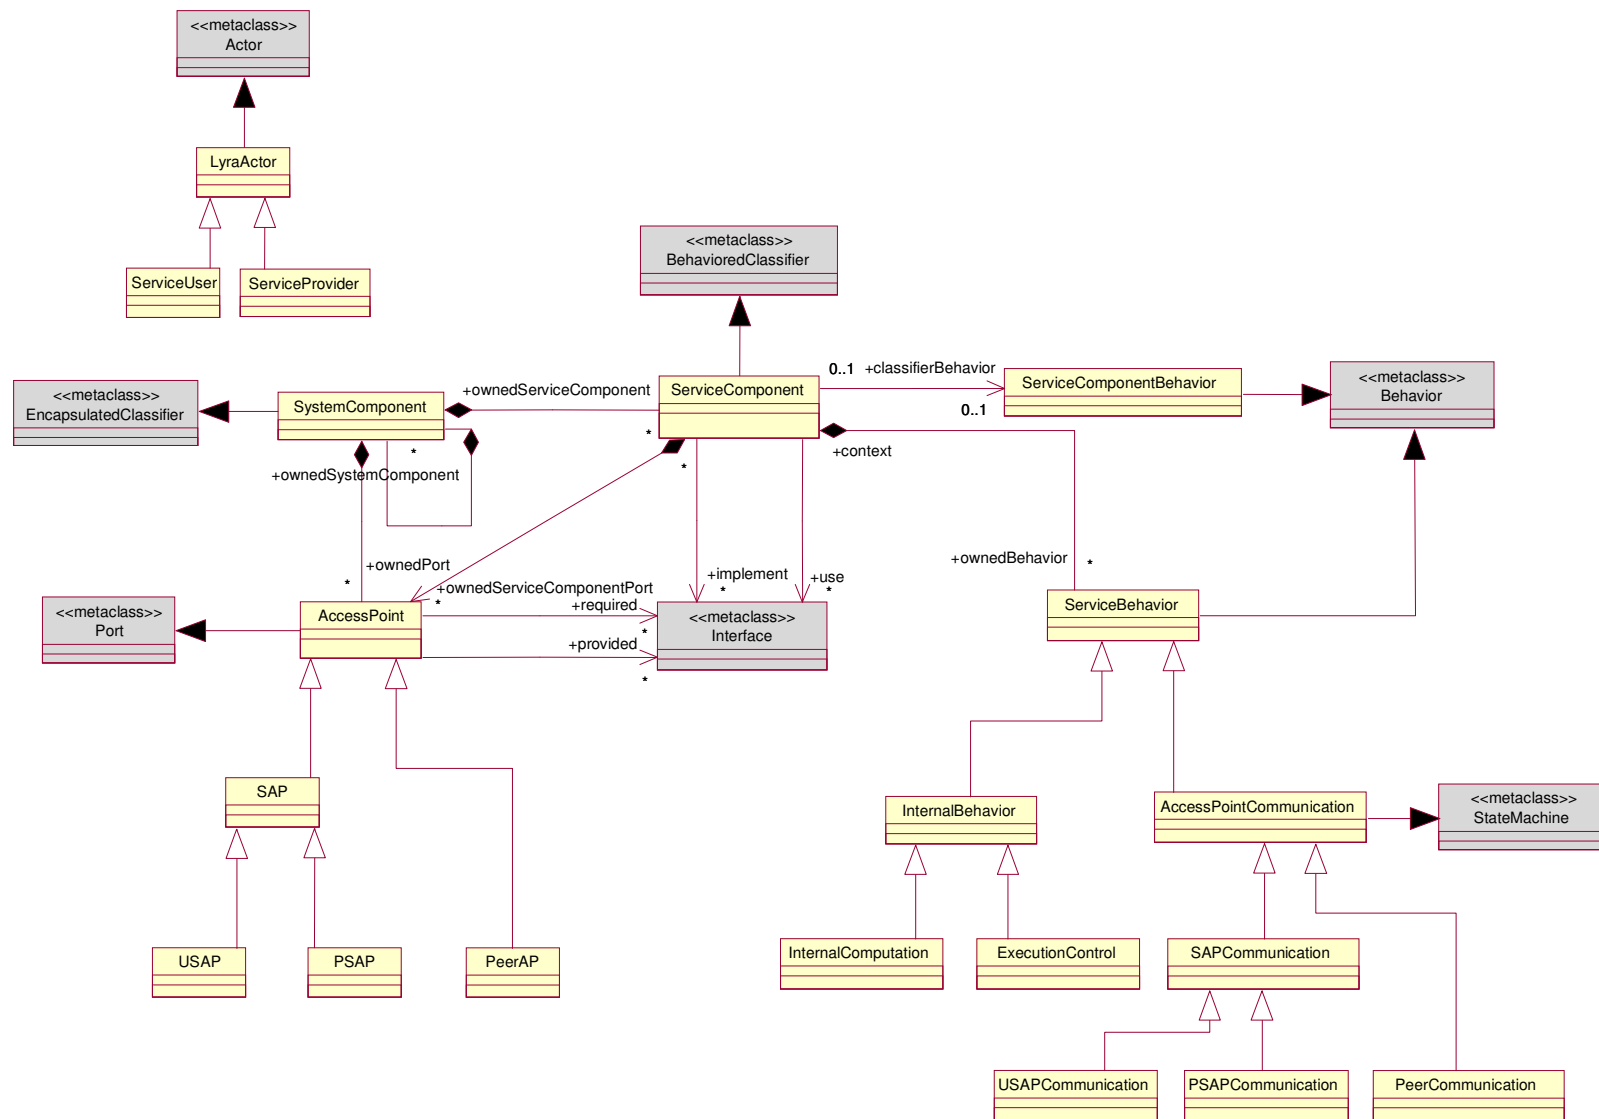 <<metaclass>>
Actor
LyraActor
ServiceUser
ServiceProvider
<<metaclass>>
BehavioredClassifier
<<metaclass>>
EncapsulatedClassifier
SystemComponent
+ownedServiceComponent
*
ServiceComponent
0..1
+classifierBehavior
0..1
ServiceComponentBehavior
<<metaclass>>
Behavior
*
+ownedSystemComponent
*
+context
+ownedPort
*
+ownedServiceComponentPort
*
+implement
*
+use
*
+ownedBehavior
*
<<metaclass>>
Port
AccessPoint
+required
*
+provided
*
<<metaclass>>
Interface
ServiceBehavior
SAP
USAP
PSAP
PeerAP
InternalBehavior
AccessPointCommunication
<<metaclass>>
StateMachine
InternalComputation
ExecutionControl
SAPCommunication
USAPCommunication
PSAPCommunication
PeerCommunication